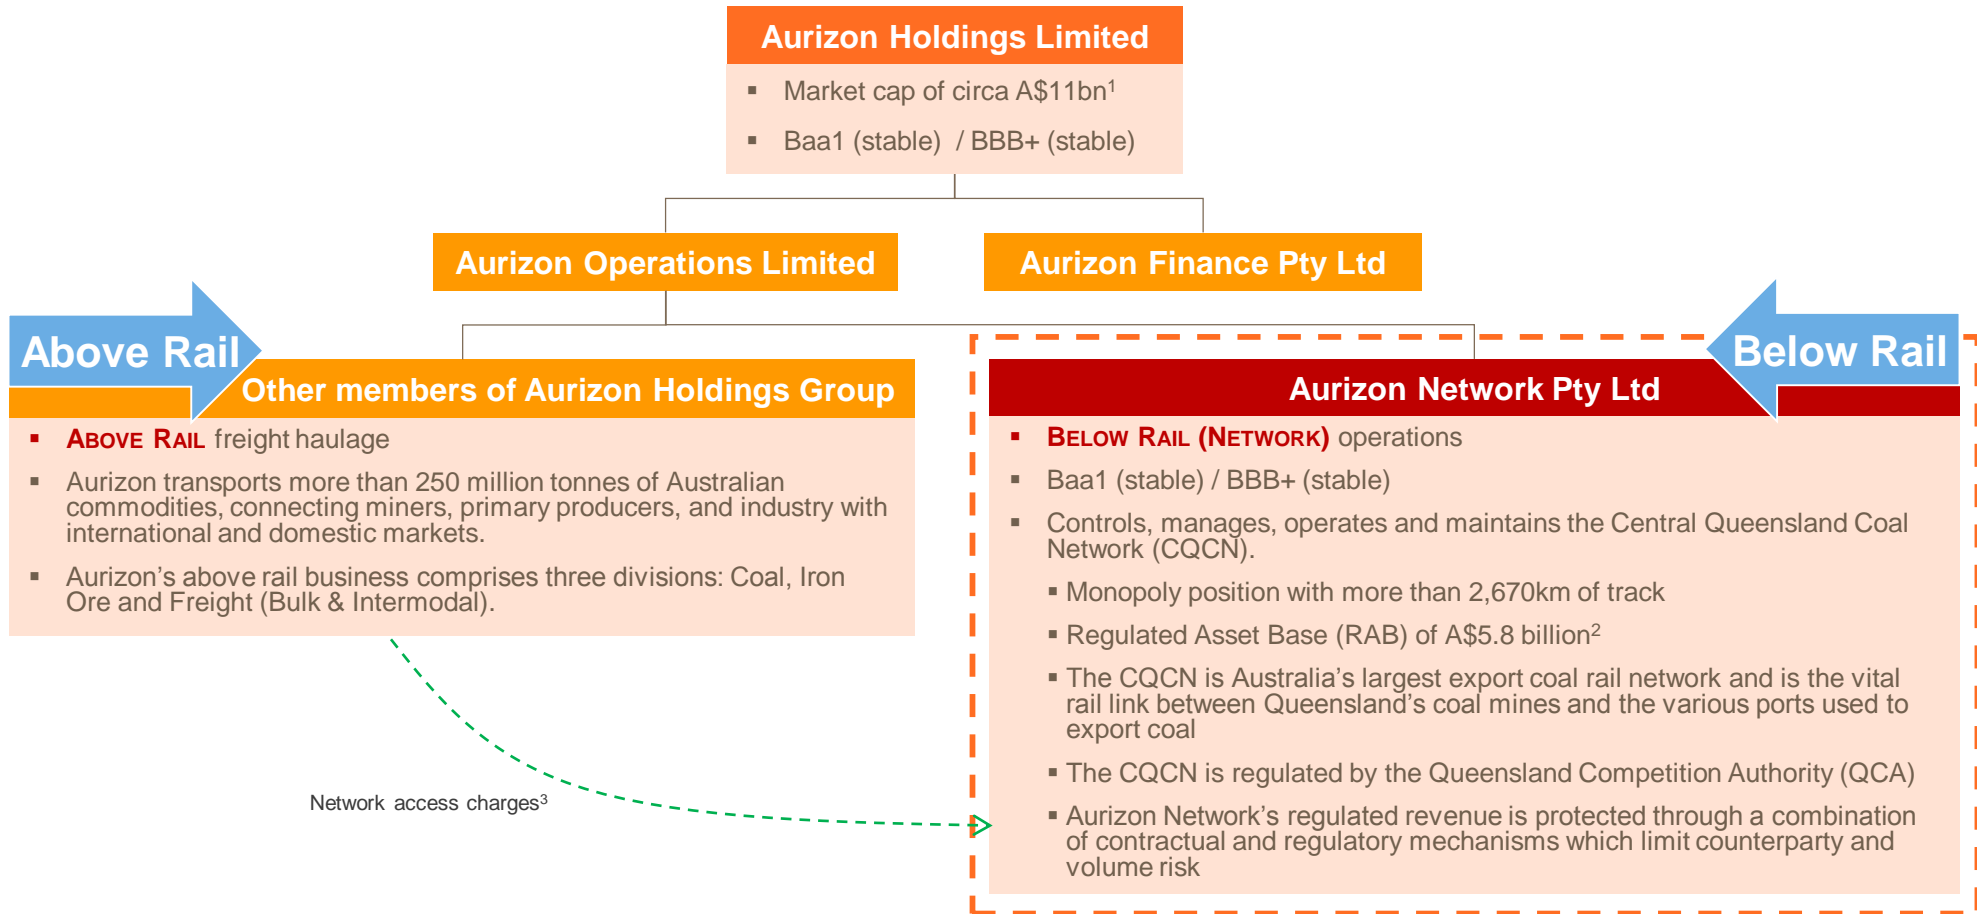 Aurizon Holdings Limited
▪ Market cap of circa A$11bn¹
▪ Baa1 (stable) / BBB+ (stable)
Aurizon Operations Limited
Aurizon Finance Pty Ltd
Above Rail
Other members of Aurizon Holdings Group
▪ ABOVE RAIL freight haulage
▪ Aurizon transports more than 250 million tonnes of Australian
commodities, connecting miners, primary producers, and industry with
international and domestic markets.
▪ Aurizon’s above rail business comprises three divisions: Coal, Iron
Ore and Freight (Bulk & Intermodal).
Network access charges³
Below Rail
Aurizon Network Pty Ltd
▪ BELOW RAIL (NETWORK) operations
▪ Baa1 (stable) / BBB+ (stable)
▪ Controls, manages, operates and maintains the Central Queensland Coal
Network (CQCN).
▪ Monopoly position with more than 2,670km of track
▪ Regulated Asset Base (RAB) of A$5.8 billion²
▪ The CQCN is Australia’s largest export coal rail network and is the vital
rail link between Queensland’s coal mines and the various ports used to
export coal
▪ The CQCN is regulated by the Queensland Competition Authority (QCA)
▪ Aurizon Network’s regulated revenue is protected through a combination
of contractual and regulatory mechanisms which limit counterparty and
volume risk